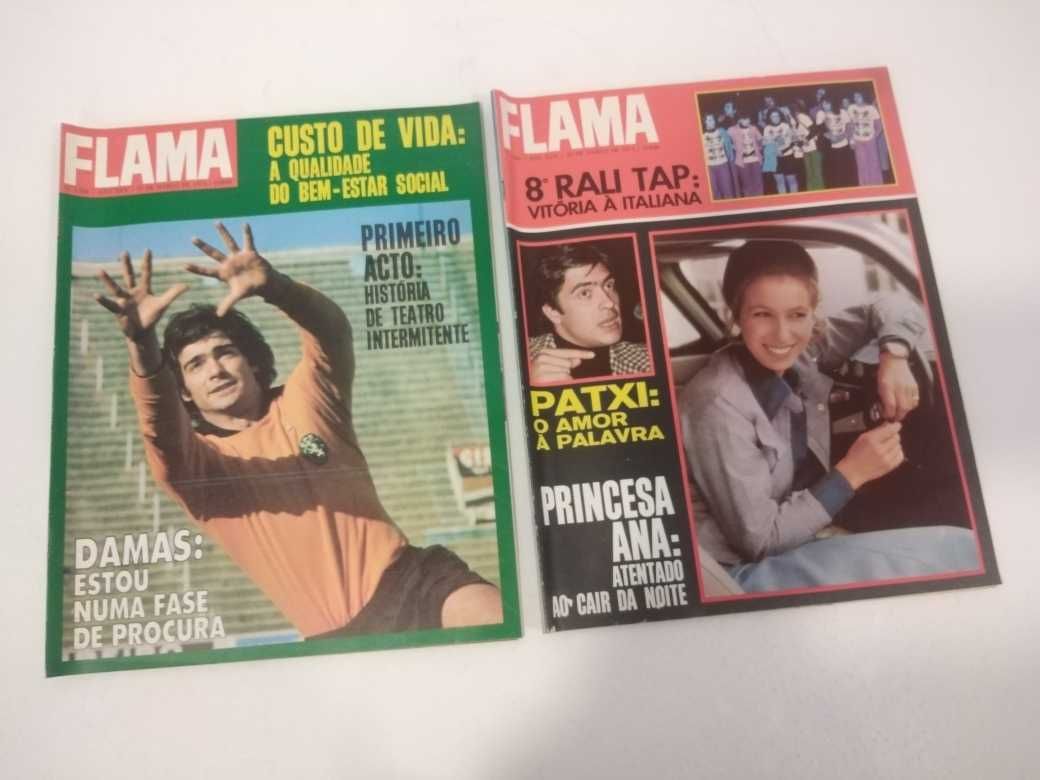 FLAMA
CUSTO DE VIDA:
A QUALIDADE
DO BEM-ESTAR SOCIAL
PRIMEIRO
ACTO:
HISTÓRIA
DE TEATRO
INTERMITENTE
DAMAS:
ESTOU
NUMA FASE
DE PROCURA
FLAMA
8º RALI TAP:
VITÓRIA À ITALIANA
PATXI:
O AMOR
À PALAVRA
PRINCESA
ANA:
ATENTADO
AO CAIR DA NOITE